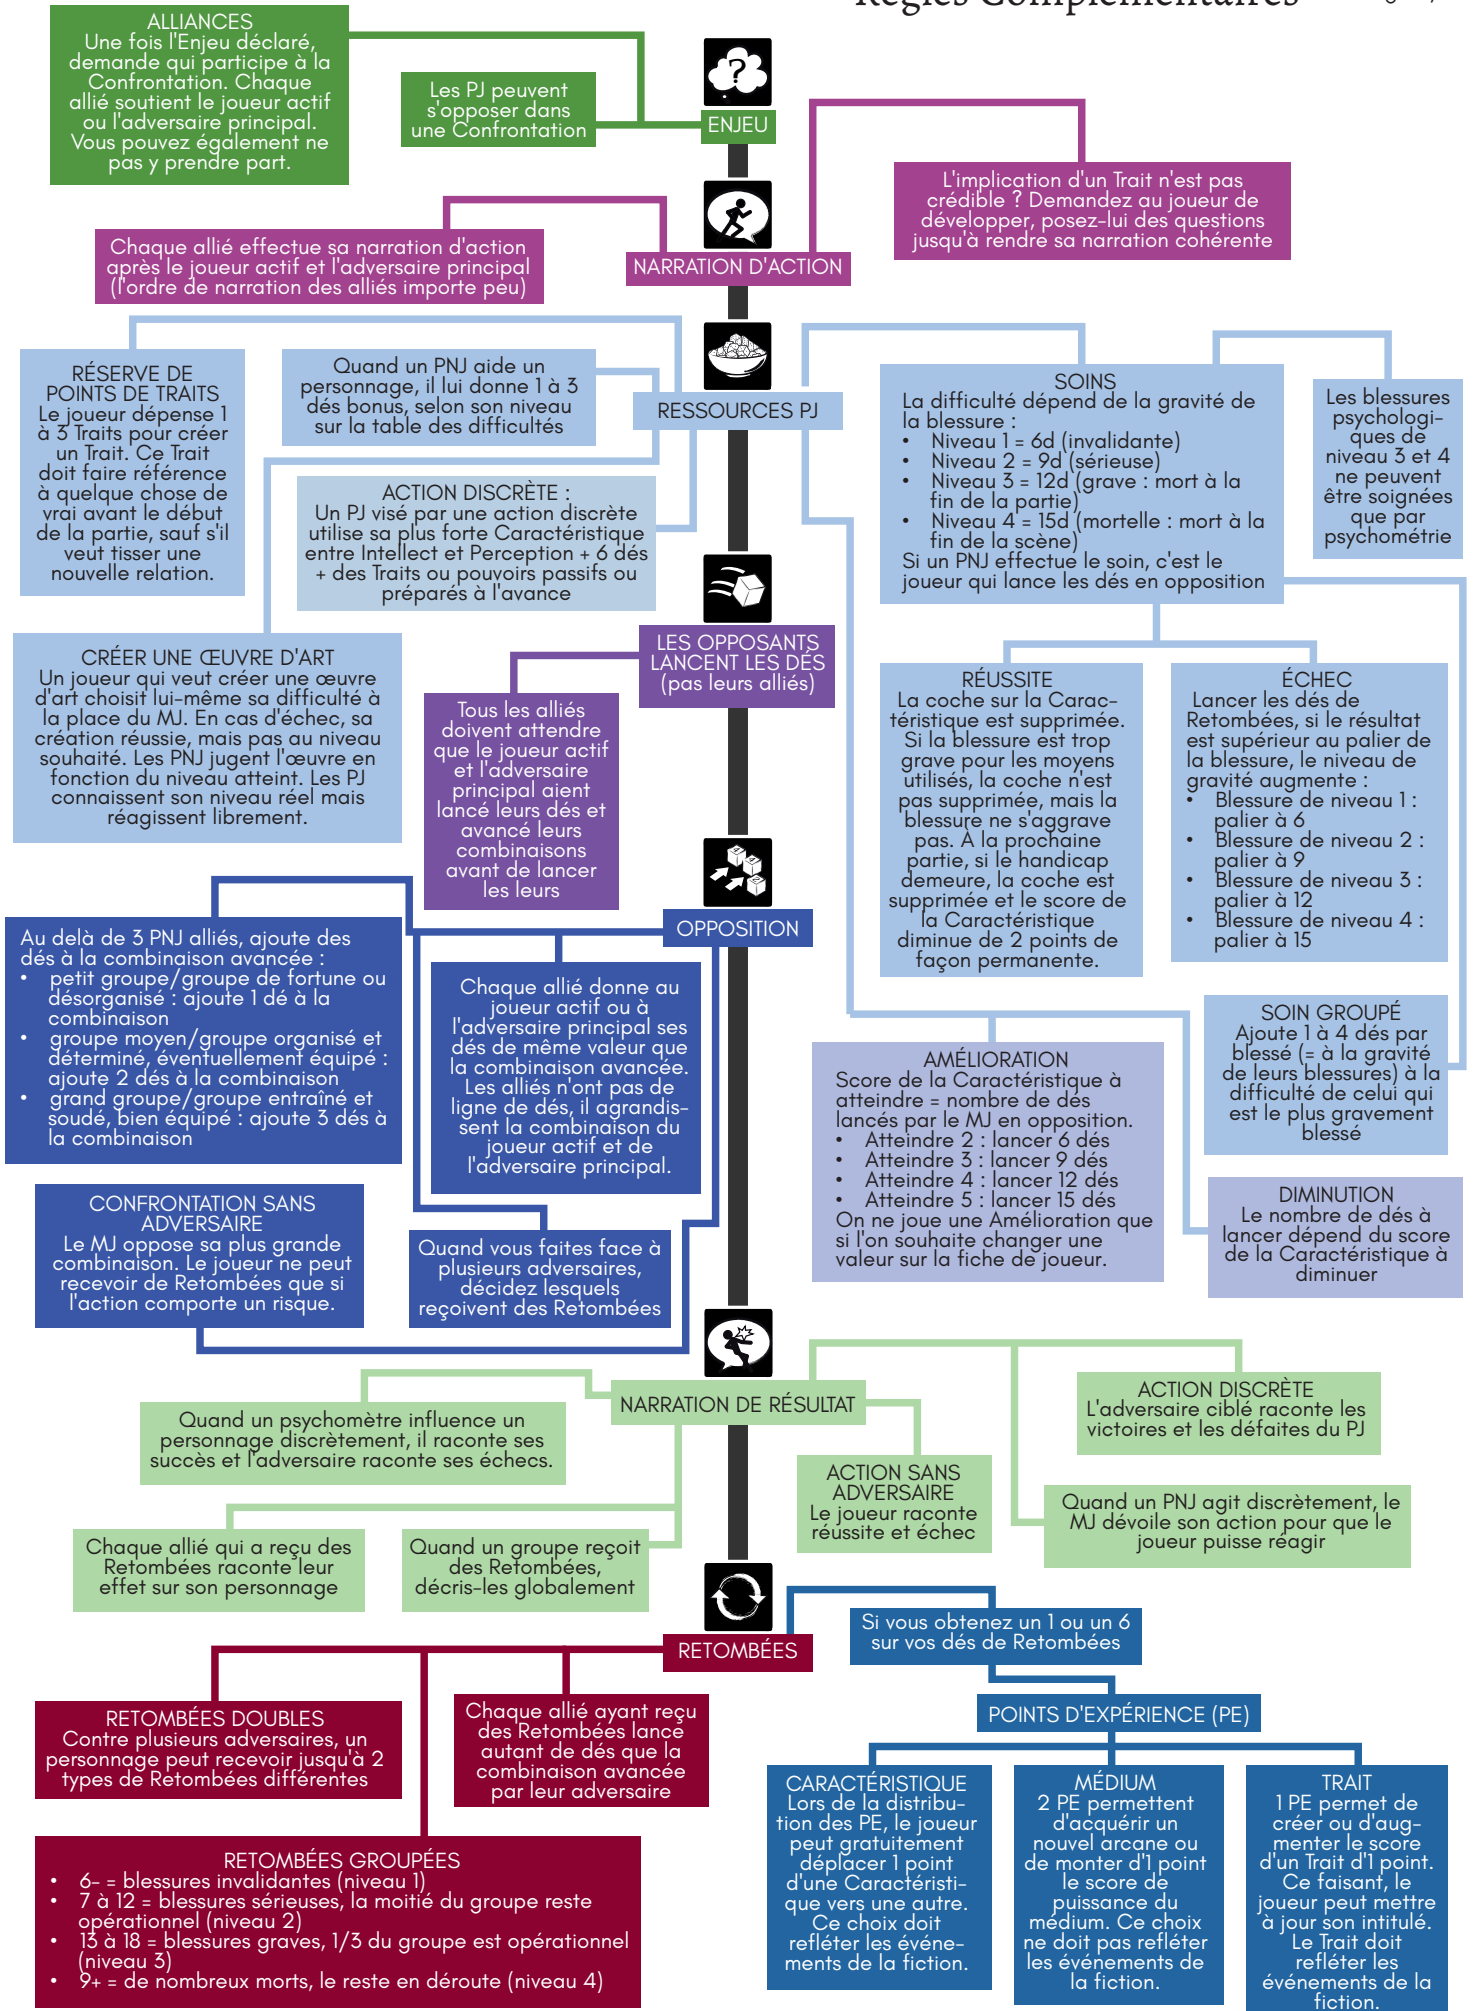 Règles Complémentaires
ALLIANCES
Une fois l'Enjeu déclaré,
demande qui participe à la
Confrontation. Chaque
allié soutient le joueur actif
ou l'adversaire principal.
Vous pouvez également ne
pas y prendre part.
Les PJ peuvent
s'opposer dans
une Confrontation
?
ENJEU
L'implication d'un Trait n'est pas
crédible ? Demandez au joueur de
développer, posez-lui des questions
jusqu'à rendre sa narration cohérente
Chaque allié effectue sa narration d'action
après le joueur actif et l'adversaire principal
(l'ordre de narration des alliés importe peu)
NARRATION D'ACTION
RÉSERVE DE
POINTS DE TRAITS
Le joueur dépense 1
à 3 Traits pour créer
un Trait. Ce Trait
doit faire référence
à quelque chose de
vrai avant le début
de la partie, sauf s'il
veut tisser une
nouvelle relation.
Quand un PNJ aide un
personnage, il lui donne 1 à 3
dés bonus, selon son niveau
sur la table des difficultés
RESSOURCES PJ
ACTION DISCRÈTE :
Un PJ visé par une action discrète
utilise sa plus forte Caractéristique
entre Intellect et Perception + 6 dés
+ des Traits ou pouvoirs passifs ou
préparés à l'avance
SOINS
La difficulté dépend de la gravité de
la blessure :
• Niveau 1 = 6d (invalidante)
• Niveau 2 = 9d (sérieuse)
• Niveau 3 = 12d (grave : mort à la
fin de la partie)
• Niveau 4 = 15d (mortelle : mort à la
fin de la scène)
Si un PNJ effectue le soin, c'est le
joueur qui lance les dés en opposition
Les blessures
psychologi-
ques de
niveau 3 et 4
ne peuvent
être soignées
que par
psychométrie
CRÉER UNE ŒUVRE D'ART
Un joueur qui veut créer une œuvre
d'art choisit lui-même sa difficulté à
la place du MJ. En cas d'échec, sa
création réussie, mais pas au niveau
souhaité. Les PNJ jugent l'œuvre en
fonction du niveau atteint. Les PJ
connaissent son niveau réel mais
réagissent librement.
LES OPPOSANTS
LANCENT LES DÉS
(pas leurs alliés)
Tous les alliés
doivent attendre
que le joueur actif
et l'adversaire
principal aient
lancé leurs dés et
avancé leurs
combinaisons
avant de lancer
les leurs
RÉUSSITE
La coche sur la Carac-
téristique est supprimée.
Si la blessure est trop
grave pour les moyens
utilisés, la coche n'est
pas supprimée, mais la
blessure ne s'aggrave
pas. À la prochaine
partie, si le handicap
demeure, la coche est
supprimée et le score de
la Caractéristique
diminue de 2 points de
façon permanente.
ÉCHEC
Lancer les dés de
Retombées, si le résultat
est supérieur au palier de
la blessure, le niveau de
gravité augmente :
• Blessure de niveau 1 :
palier à 6
• Blessure de niveau 2 :
palier à 9
• Blessure de niveau 3 :
palier à 12
• Blessure de niveau 4 :
palier à 15
OPPOSITION
Au delà de 3 PNJ alliés, ajoute des
dés à la combinaison avancée :
• petit groupe/groupe de fortune ou
désorganisé : ajoute 1 dé à la
combinaison
• groupe moyen/groupe organisé et
déterminé, éventuellement équipé :
ajoute 2 dés à la combinaison
• grand groupe/groupe entraîné et
soudé, bien équipé : ajoute 3 dés à
la combinaison
Chaque allié donne au
joueur actif ou à
l'adversaire principal ses
dés de même valeur que
la combinaison avancée.
Les alliés n'ont pas de
ligne de dés, il agrandis-
sent la combinaison du
joueur actif et de
l'adversaire principal.
SOIN GROUPÉ
Ajoute 1 à 4 dés par
blessé (= à la gravité
de leurs blessures) à la
difficulté de celui qui
est le plus gravement
blessé
AMÉLIORATION
Score de la Caractéristique à
atteindre = nombre de dés
lancés par le MJ en opposition.
• Atteindre 2 : lancer 6 dés
• Atteindre 3 : lancer 9 dés
• Atteindre 4 : lancer 12 dés
• Atteindre 5 : lancer 15 dés
On ne joue une Amélioration que
si l'on souhaite changer une
valeur sur la fiche de joueur.
DIMINUTION
Le nombre de dés à
lancer dépend du score
de la Caractéristique à
diminuer
CONFRONTATION SANS
ADVERSAIRE
Le MJ oppose sa plus grande
combinaison. Le joueur ne peut
recevoir de Retombées que si
l'action comporte un risque.
Quand vous faites face à
plusieurs adversaires,
décidez lesquels
reçoivent des Retombées
NARRATION DE RÉSULTAT
Quand un psychomètre influence un
personnage discrètement, il raconte ses
succès et l'adversaire raconte ses échecs.
ACTION DISCRÈTE
L'adversaire ciblé raconte les
victoires et les défaites du PJ
ACTION SANS
ADVERSAIRE
Le joueur raconte
réussite et échec
Quand un PNJ agit discrètement, le
MJ dévoile son action pour que le
joueur puisse réagir
Chaque allié qui a reçu des
Retombées raconte leur
effet sur son personnage
Quand un groupe reçoit
des Retombées,
décris-les globalement
RETOMBÉES
Si vous obtenez un 1 ou un 6
sur vos dés de Retombées
RETOMBÉES DOUBLES
Contre plusieurs adversaires, un
personnage peut recevoir jusqu'à 2
types de Retombées différentes
Chaque allié ayant reçu
des Retombées lance
autant de dés que la
combinaison avancée
par leur adversaire
POINTS D'EXPÉRIENCE (PE)
CARACTÉRISTIQUE
Lors de la distribu-
tion des PE, le joueur
peut gratuitement
déplacer 1 point
d'une Caractéristi-
que vers une autre.
Ce choix doit
refléter les événe-
ments de la fiction.
MÉDIUM
2 PE permettent
d'acquérir un
nouvel arcane ou
de monter d'1 point
le score de
puissance du
médium. Ce choix
ne doit pas refléter
les événements de
la fiction.
TRAIT
1 PE permet de
créer ou d'aug-
menter le score
d'un Trait d'1 point.
Ce faisant, le
joueur peut mettre
à jour son intitulé.
Le Trait doit
refléter les
événements de la
fiction.
RETOMBÉES GROUPÉES
• 6- = blessures invalidantes (niveau 1)
• 7 à 12 = blessures sérieuses, la moitié du groupe reste
opérationnel (niveau 2)
• 13 à 18 = blessures graves, 1/3 du groupe est opérationnel
(niveau 3)
• 9+ = de nombreux morts, le reste en déroute (niveau 4)